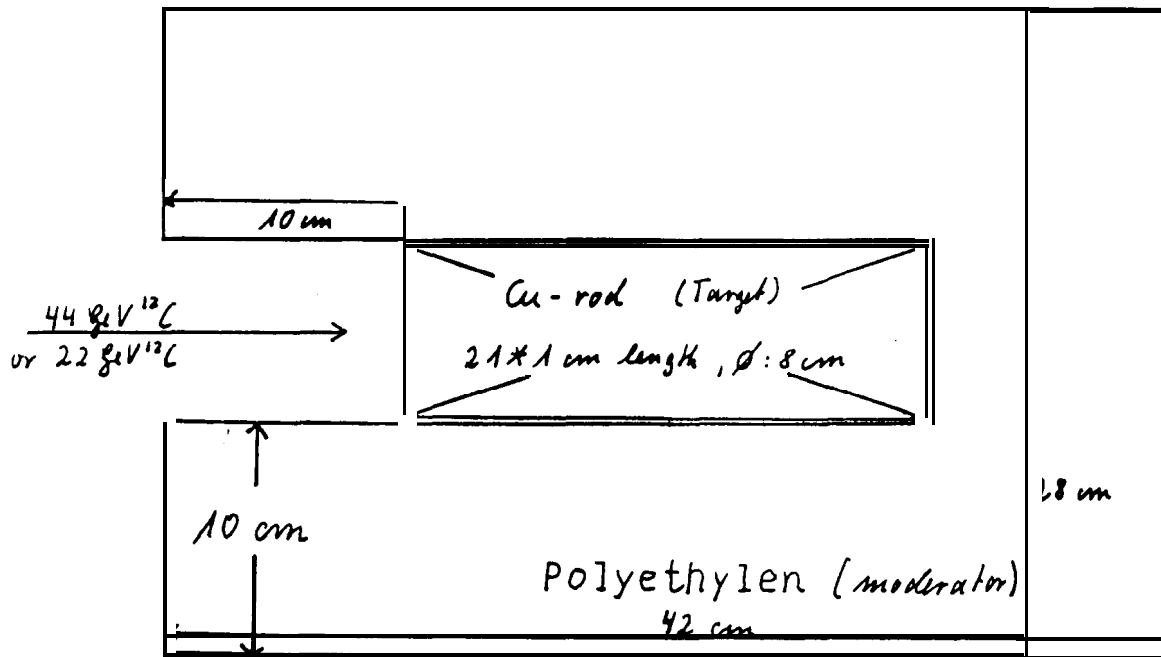 10 cm
Cu-rod (Target)
44 GeV ¹²C
or 22 GeV ¹²C
21*1 cm length, Ø: 8 cm
10 cm
Polyethylen (moderator)
42 cm